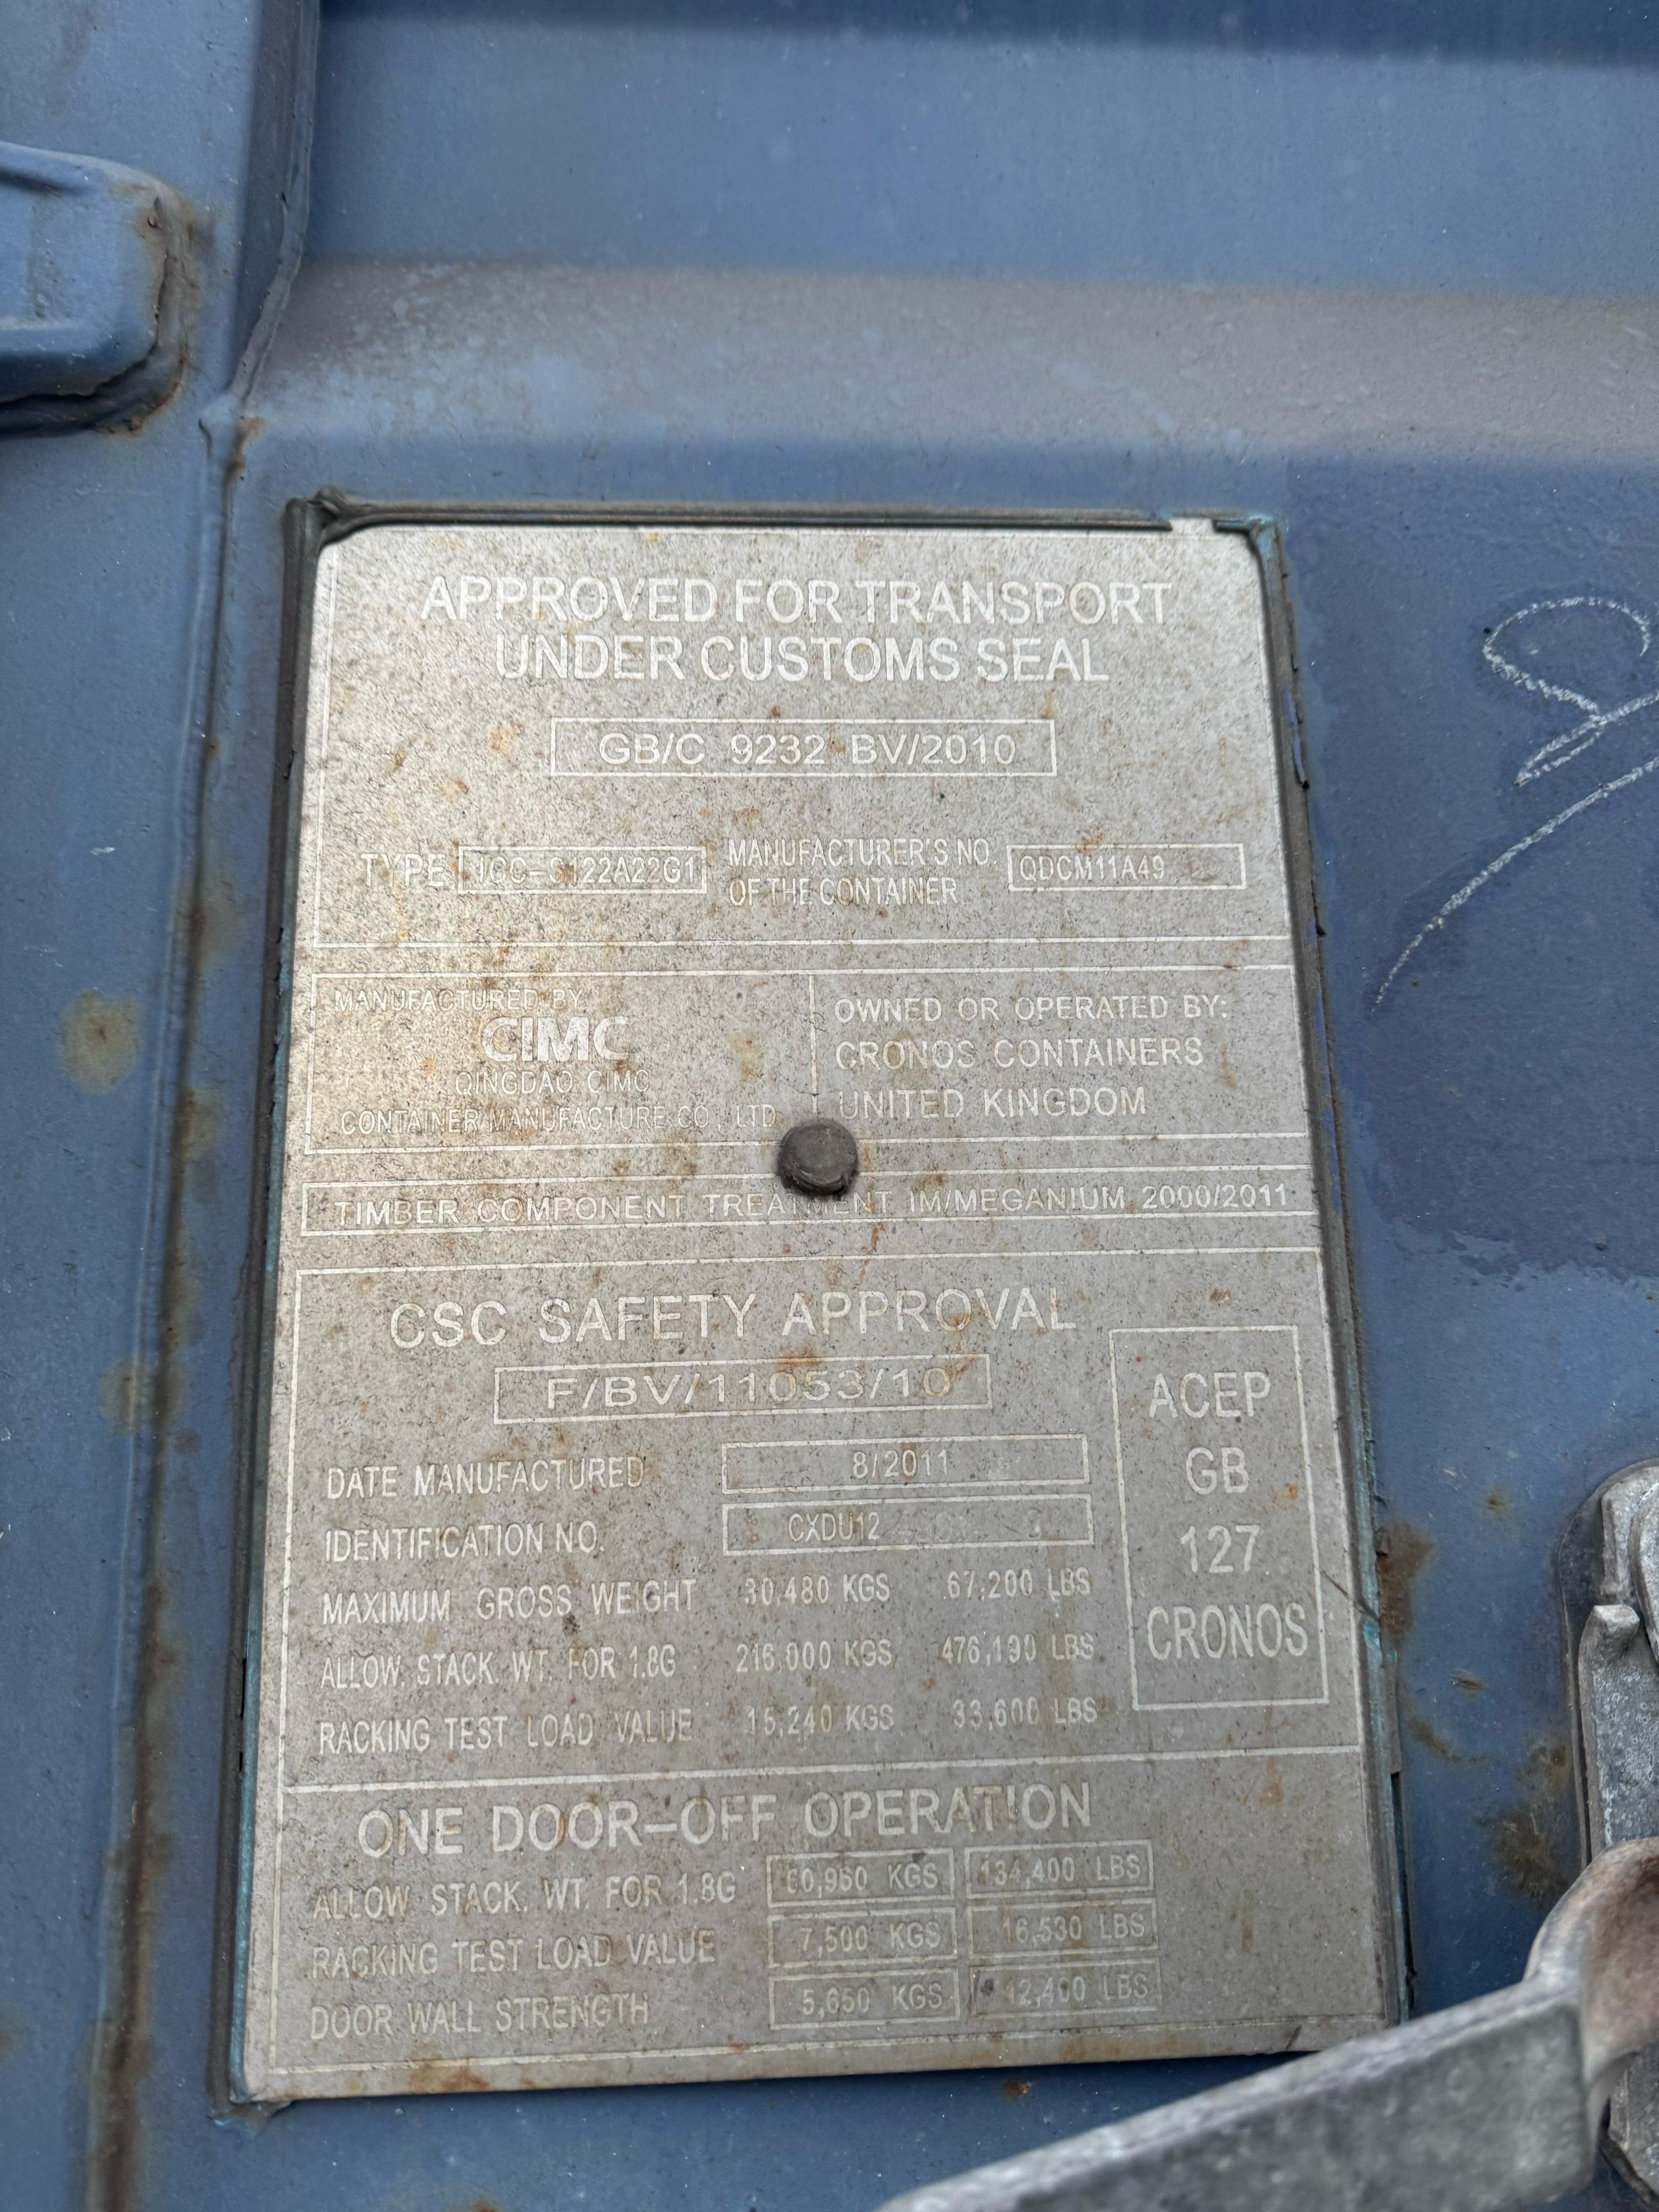 APPROVED FOR TRANSPORT
UNDER CUSTOMS SEAL
GB/C 9232 BV/2010
TYPE 1CC-S122A22G1
MANUFACTURER'S NO.
OF THE CONTAINER
QDCM11A49
MANUFACTURED BY
CIMC
QINGDAO CIMC
CONTAINER MANUFACTURE CO., LTD
OWNED OR OPERATED BY:
CRONOS CONTAINERS
UNITED KINGDOM
TIMBER COMPONENT TREATMENT IM/MEGANIUM 2000/2011
CSC SAFETY APPROVAL
F/BV/11053/10
DATE MANUFACTURED 8/2011
IDENTIFICATION NO. CXDU12
MAXIMUM GROSS WEIGHT 30,480 KGS 67,200 LBS
ALLOW. STACK. WT. FOR 1.8G 216,000 KGS 476,190 LBS
RACKING TEST LOAD VALUE 15,240 KGS 33,600 LBS
ACEP
GB
127
CRONOS
ONE DOOR-OFF OPERATION
ALLOW. STACK. WT. FOR 1.8G 60,960 KGS 134,400 LBS
RACKING TEST LOAD VALUE 7,500 KGS 16,530 LBS
DOOR WALL STRENGTH 5,650 KGS 12,400 LBS